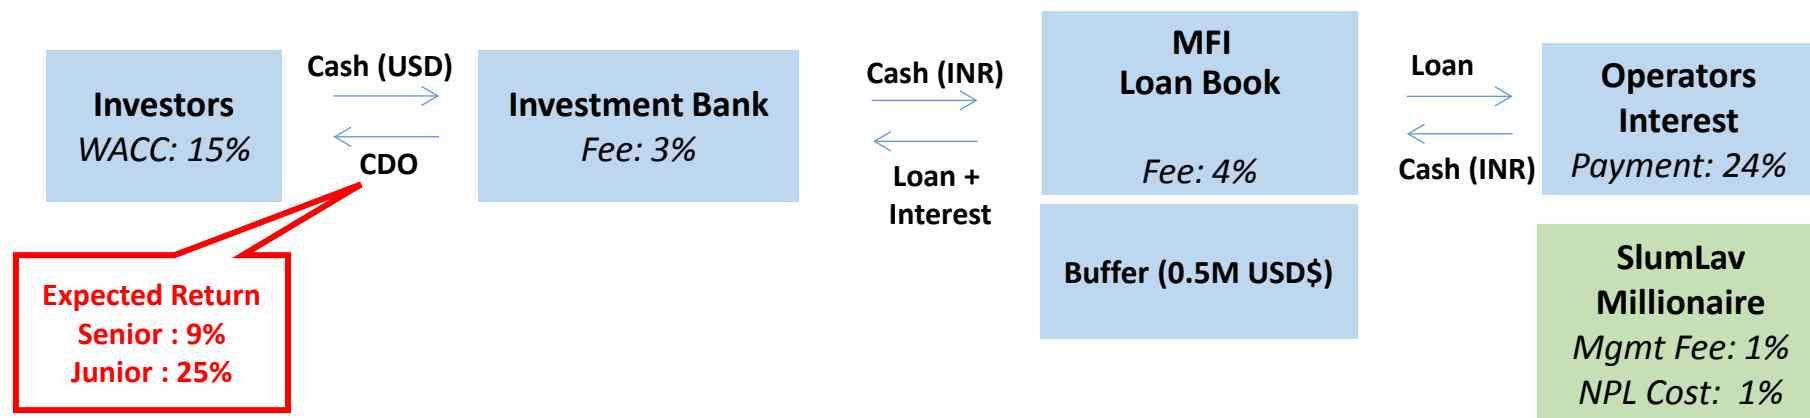 Investors
WACC: 15%
Cash (USD)
CDO
Investment Bank
Fee: 3%
Cash (INR)
Loan +
Interest
MFI
Loan Book
Fee: 4%
Buffer (0.5M USD$)
Loan
Cash (INR)
Operators
Interest
Payment: 24%
Expected Return
Senior : 9%
Junior : 25%
SlumLav
Millionaire
Mgmt Fee: 1%
NPL Cost: 1%